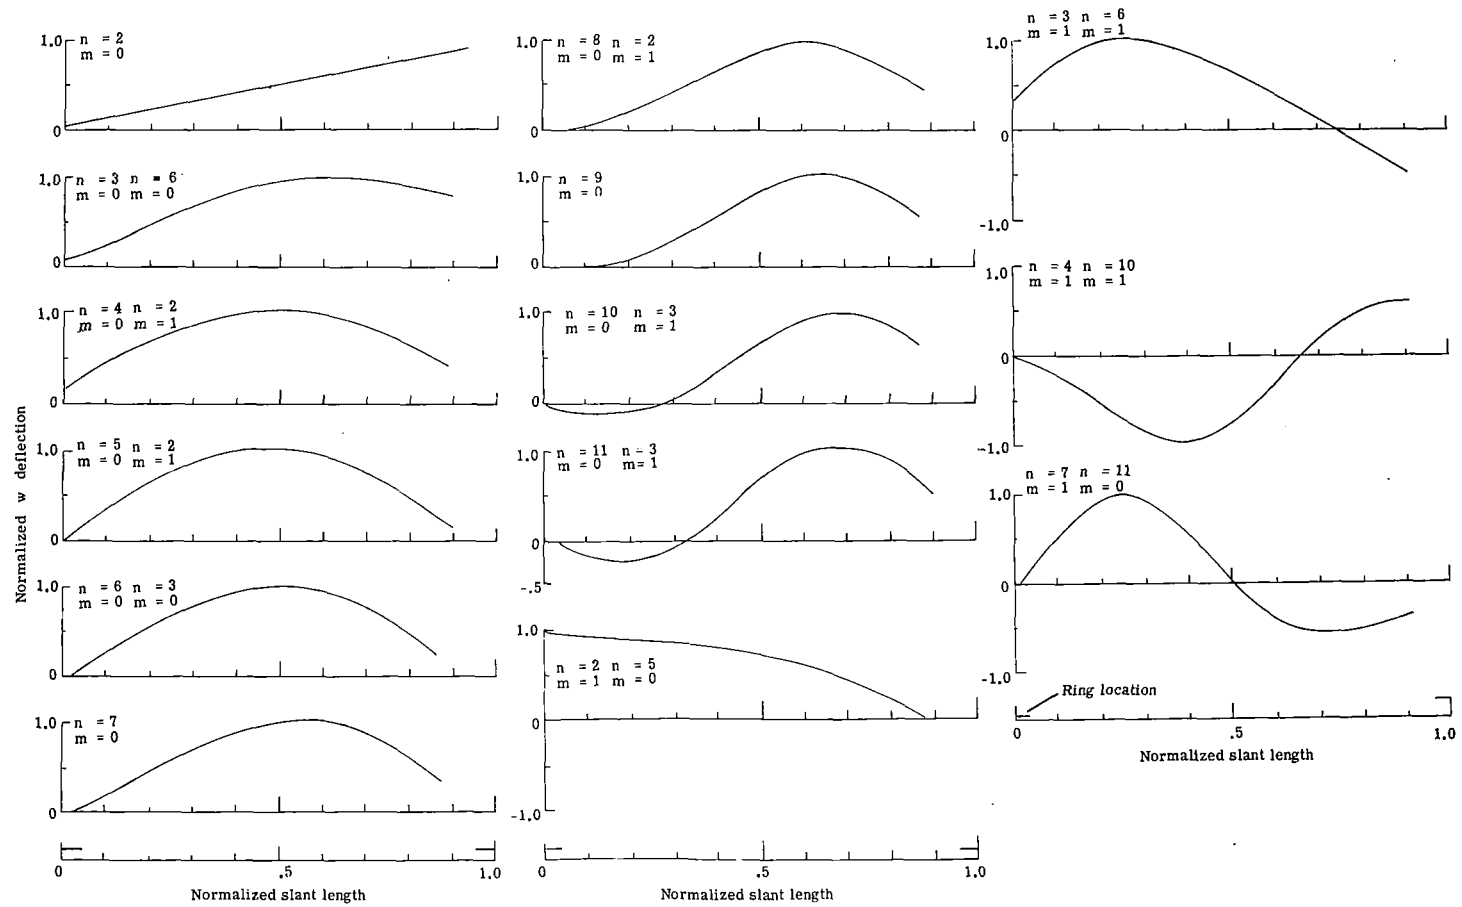 n = 2
m = 0
1.0
0
n = 3 n = 6
m = 0 m = 0
1.0
0
n = 4 n = 2
m = 0 m = 1
1.0
0
n = 5 n = 2
m = 0 m = 1
1.0
0
n = 6 n = 3
m = 0 m = 0
1.0
0
n = 7
m = 0
1.0
0
Normalized w deflection
0 .5 1.0
Normalized slant length
n = 8 n = 2
m = 0 m = 1
1.0
0
n = 9
m = 0
1.0
0
n = 10 n = 3
m = 0 m = 1
1.0
0
n = 11 n = 3
m = 0 m = 1
1.0
0
-.5
1.0
n = 2 n = 5
m = 1 m = 0
0
-1.0
0 .5 1.0
Normalized slant length
n = 3 n = 6
m = 1 m = 1
1.0
0
-1.0
n = 4 n = 10
m = 1 m = 1
1.0
0
-1.0
n = 7 n = 11
m = 1 m = 0
1.0
0
-1.0
Ring location
0 .5 1.0
Normalized slant length